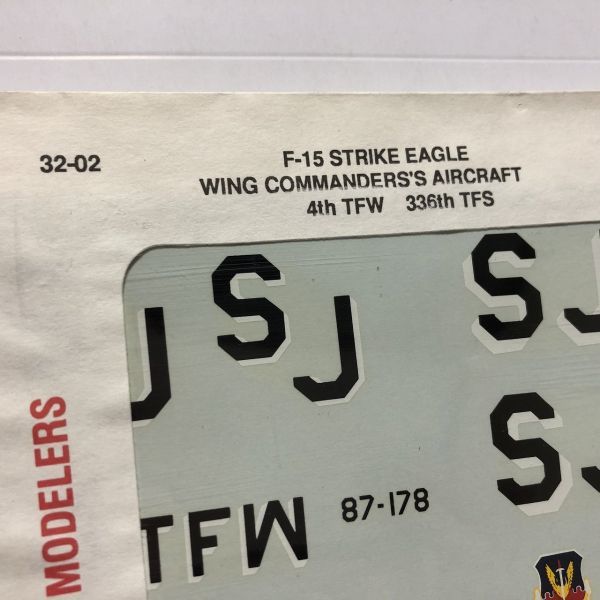 32-02
F-15 STRIKE EAGLE
WING COMMANDERS'S AIRCRAFT
4th TFW 336th TFS
SJ
SJ
J
SJ
TFW
87-178
MODELERS